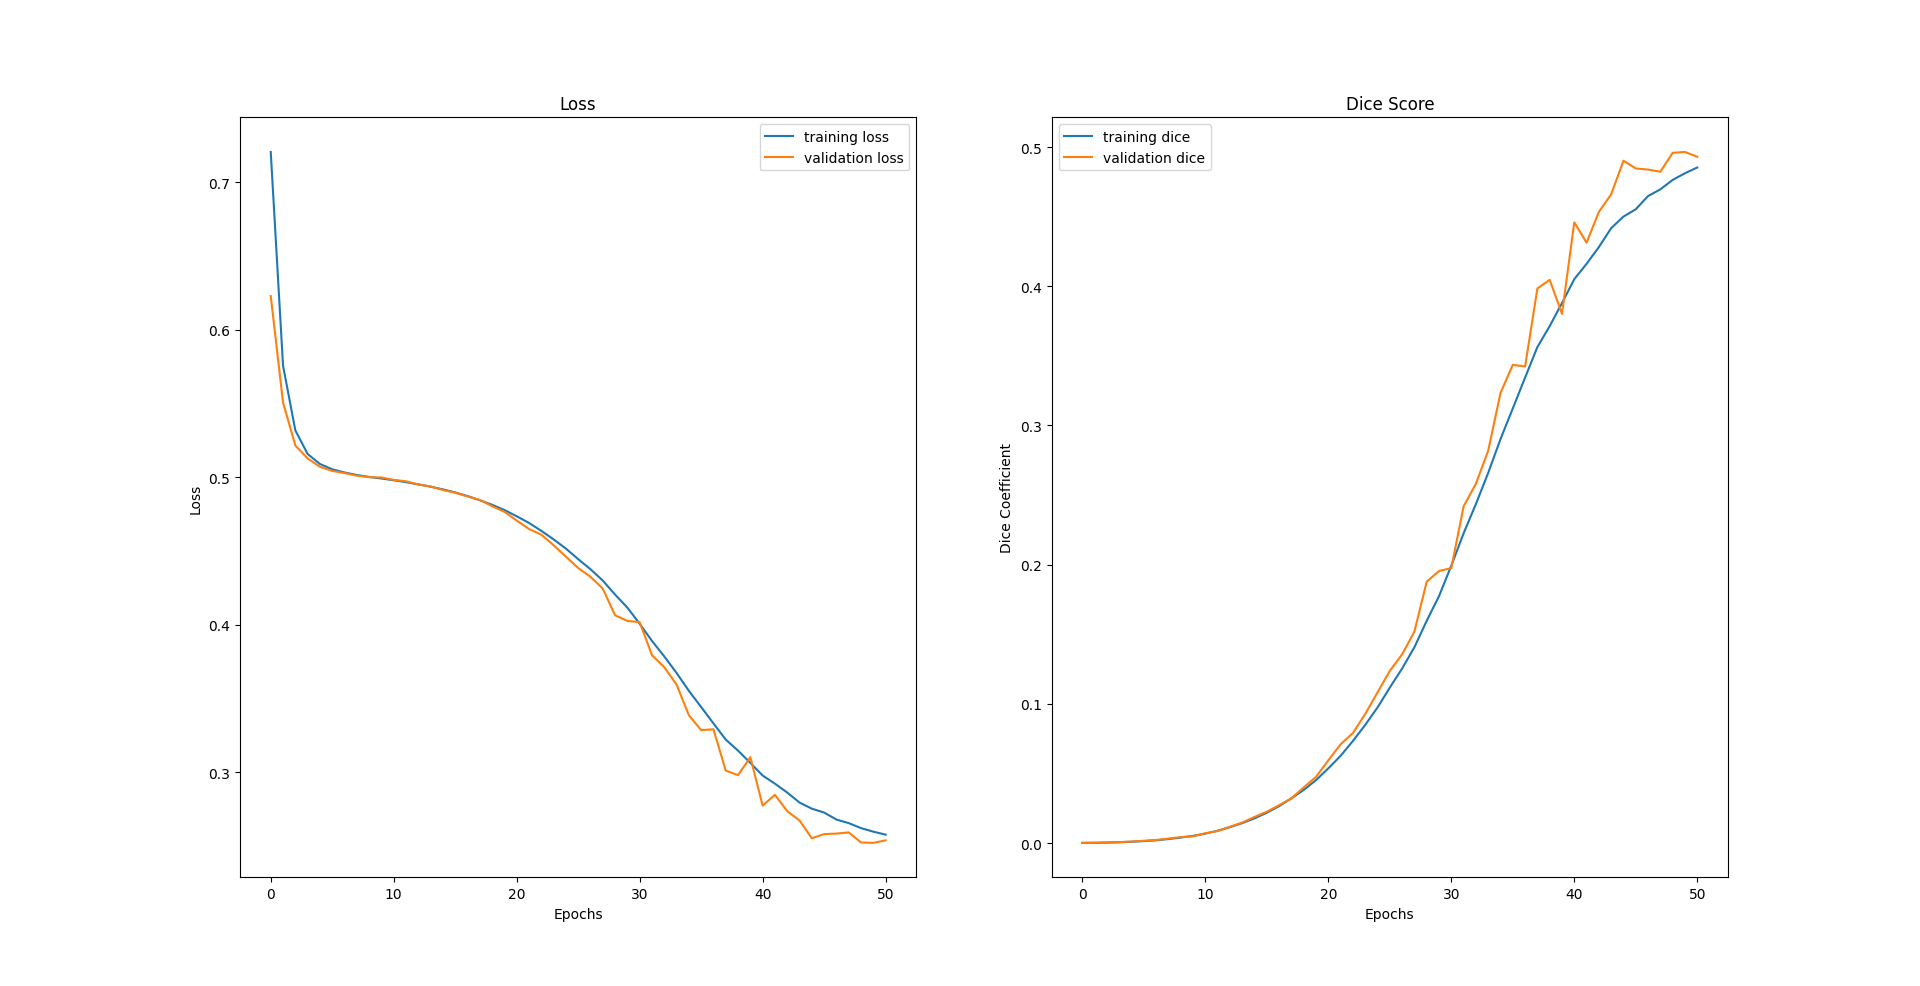 Loss
training loss
validation loss
0.7
0.6
0.5
0.4
0.3
Loss
0
10
20
30
40
50
Epochs
Dice Score
training dice
validation dice
0.5
0.4
0.3
0.2
0.1
0.0
Dice Coefficient
0
10
20
30
40
50
Epochs